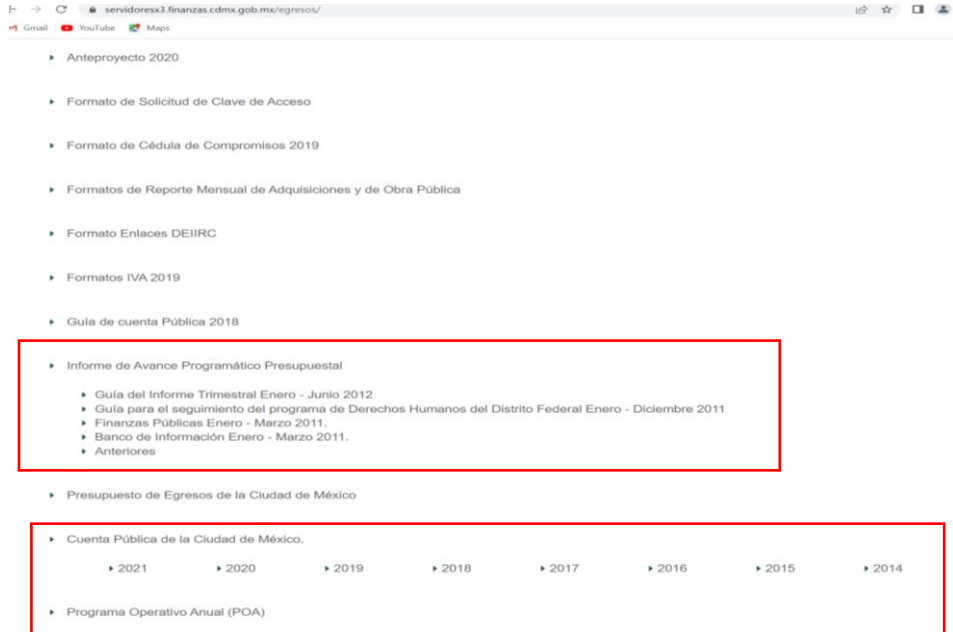 servidoresx3.finanzas.cdmx.gob.mx/egresos/
Gmail YouTube Maps
Anteproyecto 2020
Formato de Solicitud de Clave de Acceso
Formato de Cédula de Compromisos 2019
Formatos de Reporte Mensual de Adquisiciones y de Obra Pública
Formato Enlaces DEIIRC
Formatos IVA 2019
Guía de cuenta Pública 2018
Informe de Avance Programático Presupuestal
Guía del Informe Trimestral Enero - Junio 2012
Guía para el seguimiento del programa de Derechos Humanos del Distrito Federal Enero - Diciembre 2011
Finanzas Públicas Enero - Marzo 2011.
Banco de Información Enero - Marzo 2011.
Anteriores
Presupuesto de Egresos de la Ciudad de México
Cuenta Pública de la Ciudad de México.
2021 2020 2019 2018 2017 2016 2015 2014
Programa Operativo Anual (POA)